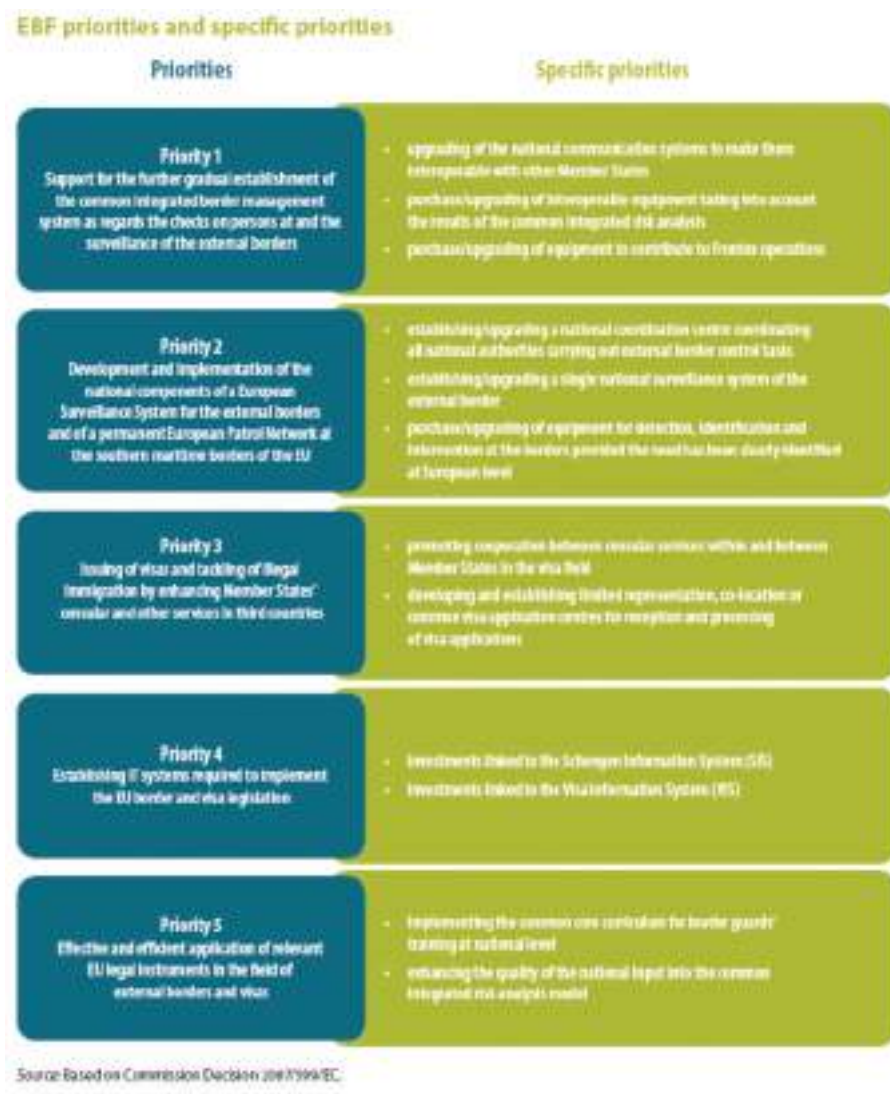 EBF priorities and specific priorities
Priorities
Specific priorities
Priority 1
Support for the further gradual establishment of
the common integrated border management
system as regards the checks on persons at and the
surveillance of the external borders
• upgrading of the national communication systems to make them
interoperable with other Member States
• purchase/upgrading of interoperable equipment taking into account
the results of the common integrated risk analysis
• purchase/upgrading of equipment to contribute to Frontex operations
Priority 2
Development and implementation of the
national components of a European
Surveillance System for the external borders
and of a permanent European Patrol Network at
the southern maritime borders of the EU
• establishing/upgrading a national coordination centre coordinating
all national authorities carrying out external border control tasks
• establishing/upgrading a single national surveillance system of the
external border
• purchase/upgrading of equipment for detection, identification and
intervention at the borders provided the need has been clearly identified
at European level
Priority 3
Issuing of visas and tackling of illegal
immigration by enhancing Member States'
consular and other services in third countries
• promoting cooperation between consular services within and between
Member States in the visa field
• developing and establishing limited representation, co-location or
common visa application centres for reception and processing
of visa applications
Priority 4
Establishing IT systems required to implement
the EU border and visa legislation
• investments linked to the Schengen Information System (SIS)
• investments linked to the Visa Information System (VIS)
Priority 5
Effective and efficient application of relevant
EU legal instruments in the field of
external borders and visas
• implementing the common core curriculum for border guards'
training at national level
• enhancing the quality of the national input into the common
integrated risk analysis model
Source: Based on Commission Decision 2007/599/EC.